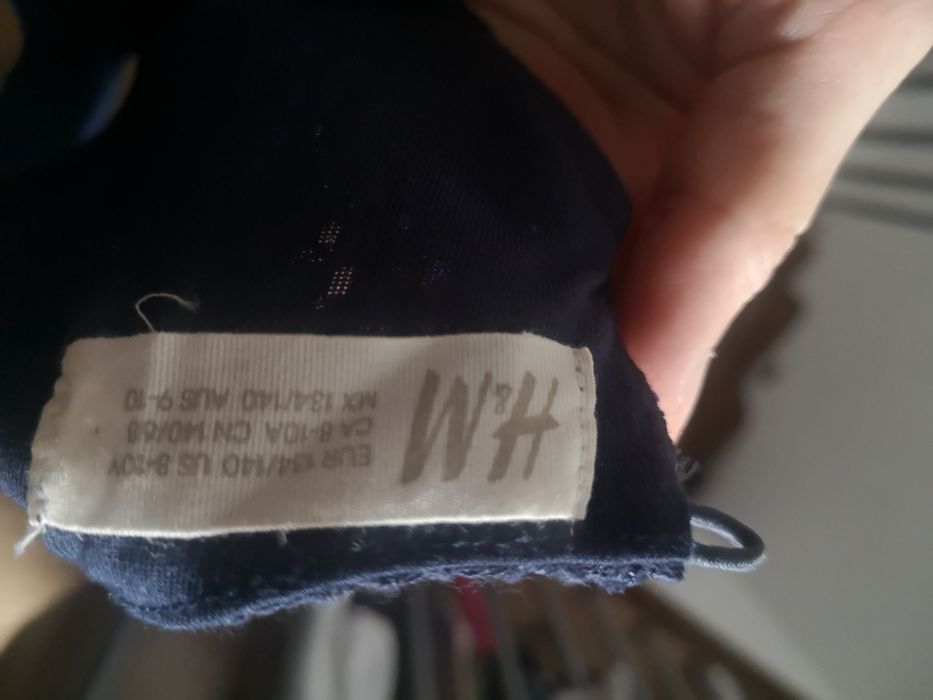 H&M
EUR 134/140 US 8-10Y
CA 8-10A CN 140/68
MX 134/140 AUS 9-10